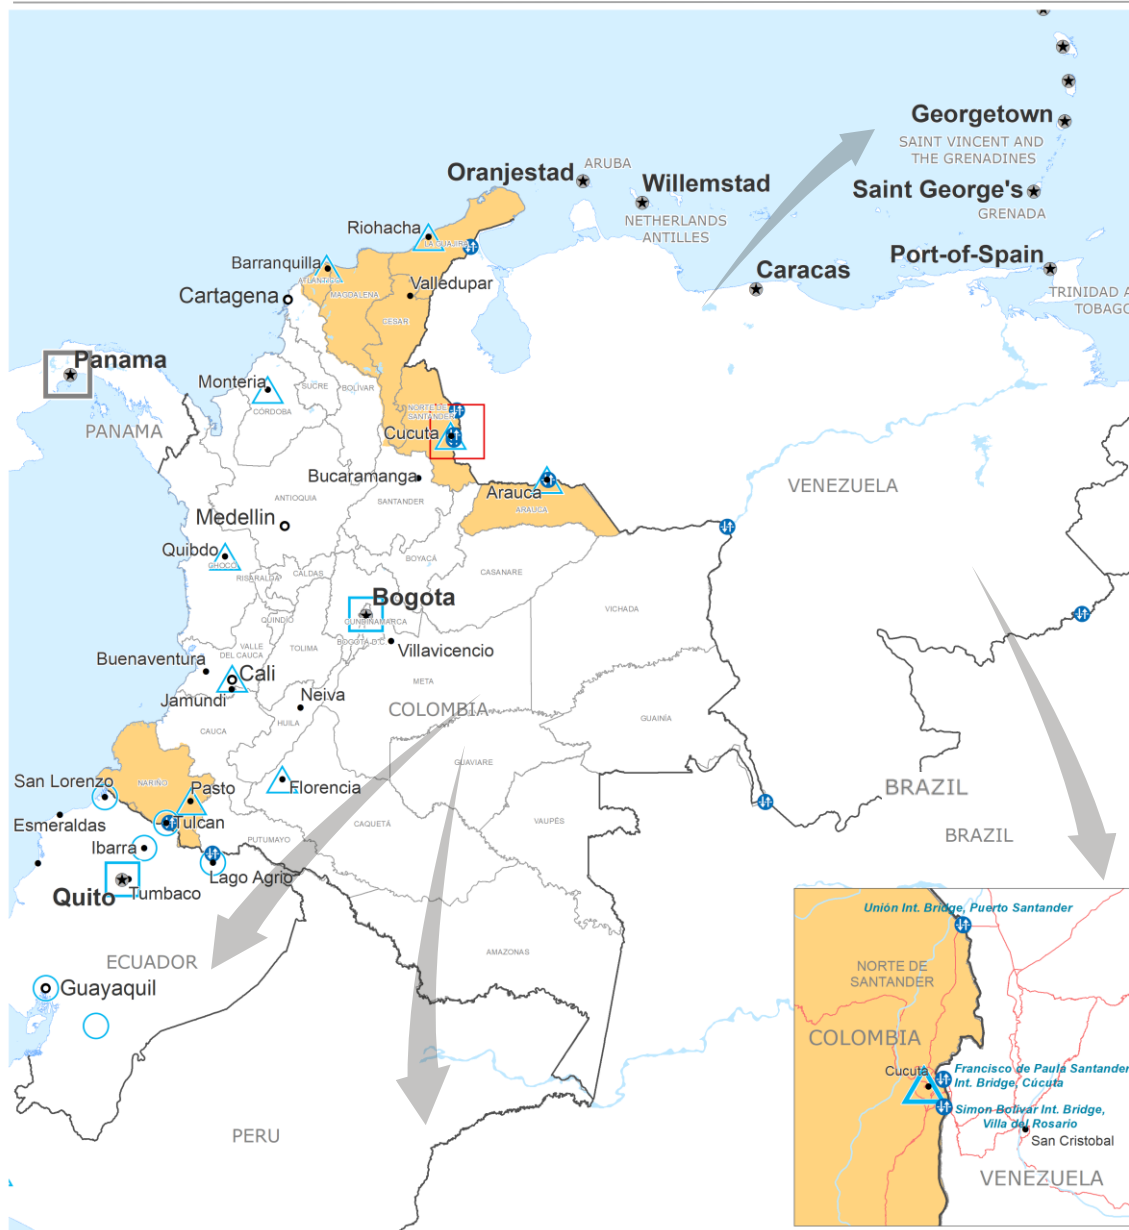 Georgetown
SAINT VINCENT AND
THE GRENADINES
ARUBA
Oranjestad
Willemstad
Saint George's
GRENADA
NETHERLANDS
ANTILLES
Riohacha
LA GUAJIRA
Port-of-Spain
Barranquilla
Caracas
ATLANTICO
Valledupar
MAGDALENA
TRINIDAD A
TOBAGO
Cartagena
CESAR
Panama
Monteria
SUCRE
BOLIVAR
CORDOBA
NORTE DE
SANTANDER
PANAMA
Cucuta
Bucaramanga
VENEZUELA
Arauca
ANTIOQUIA
SANTANDER
ARAUCA
Medellin
Quibdo
CHOCO
BOYACÁ
CASANARE
RISARALDA
CALDAS
Bogota
VICHADA
QUINDIO
CUNDINAMARCA
BOGOTA D.C.
VALLE
DEL CAUCA
TOLIMA
Villavicencio
Buenaventura
Cali
META
Jamundi
Neiva
COLOMBIA
HUILA
CAUCA
GUAINÍA
GUAVIARE
San Lorenzo
NARIÑO
Pasto
Florencia
BRAZIL
Esmeraldas
Tulcan
CAQUETÁ
VAUPÉS
BRAZIL
PUTUMAYO
Ibarra
Lago Agrio
Quito
Tumbaco
Unión Int. Bridge, Puerto Santander
AMAZONAS
ECUADOR
NORTE DE
SANTANDER
Guayaquil
COLOMBIA
Cucuta
Francisco de Paula Santander
Int. Bridge, Cúcuta
Simon Bolivar Int. Bridge,
Villa del Rosario
PERU
San Cristobal
VENEZUELA